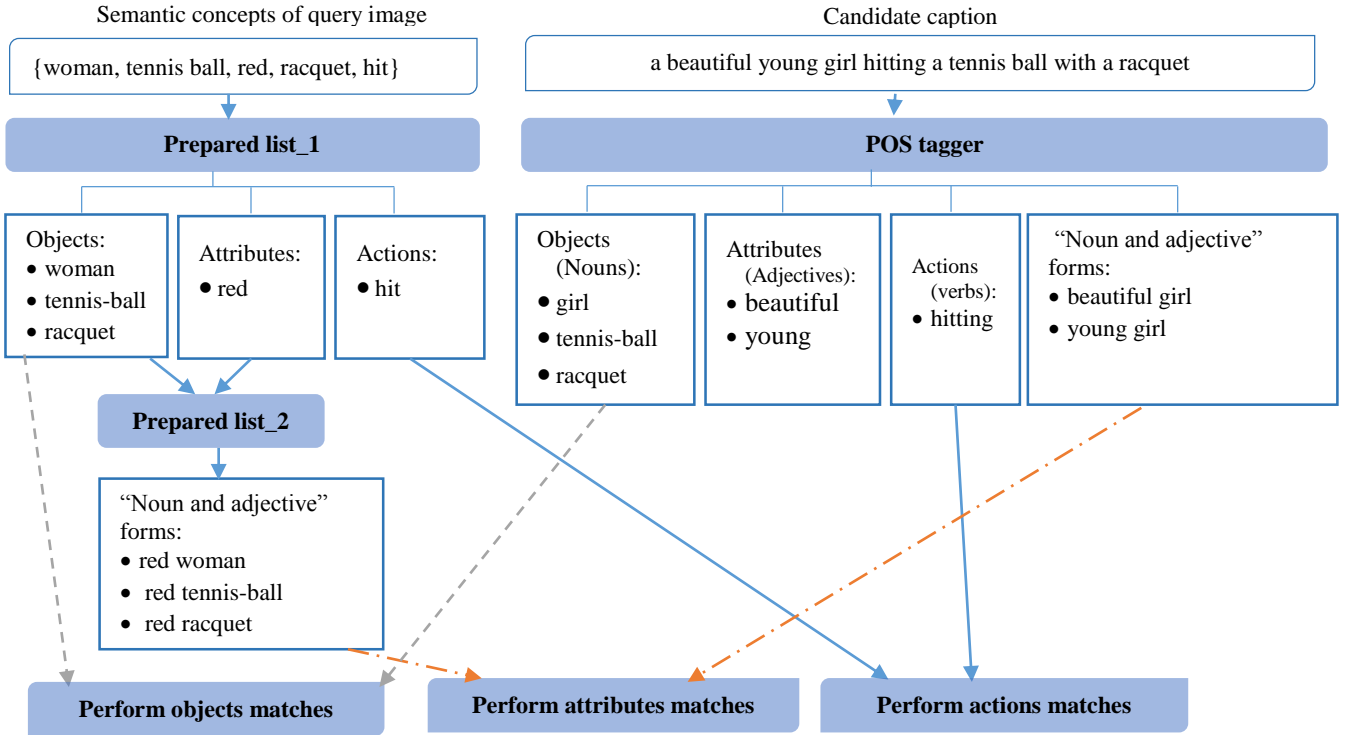 Semantic concepts of query image
Candidate caption
{woman, tennis ball, red, racquet, hit}
a beautiful young girl hitting a tennis ball with a racquet
Prepared list_1
POS tagger
Objects:
• woman
• tennis-ball
• racquet
Attributes:
• red
Actions:
• hit
Objects
(Nouns):
• girl
• tennis-ball
• racquet
Attributes
(Adjectives):
• beautiful
• young
Actions
(verbs):
• hitting
“Noun and adjective”
forms:
• beautiful girl
• young girl
Prepared list_2
“Noun and adjective”
forms:
• red woman
• red tennis-ball
• red racquet
Perform objects matches
Perform attributes matches
Perform actions matches